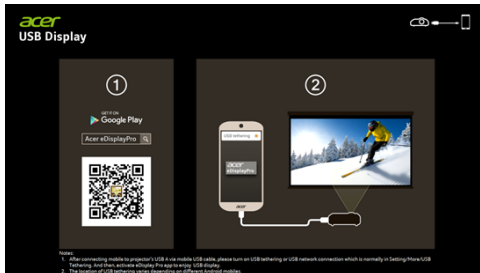 acer
USB Display
1
GET IT ON
Google Play
Acer eDisplayPro
2
USB tethering
acer
eDisplayPro
acer
Notes:
1. After connecting mobile to projector's USB A via mobile USB cable, please turn on USB tethering or USB network connection which is normally in Setting/More/USB
Tethering. And then, activate eDisplay Pro app to enjoy USB display.
2. The location of USB tethering varies depending on different Android mobiles.